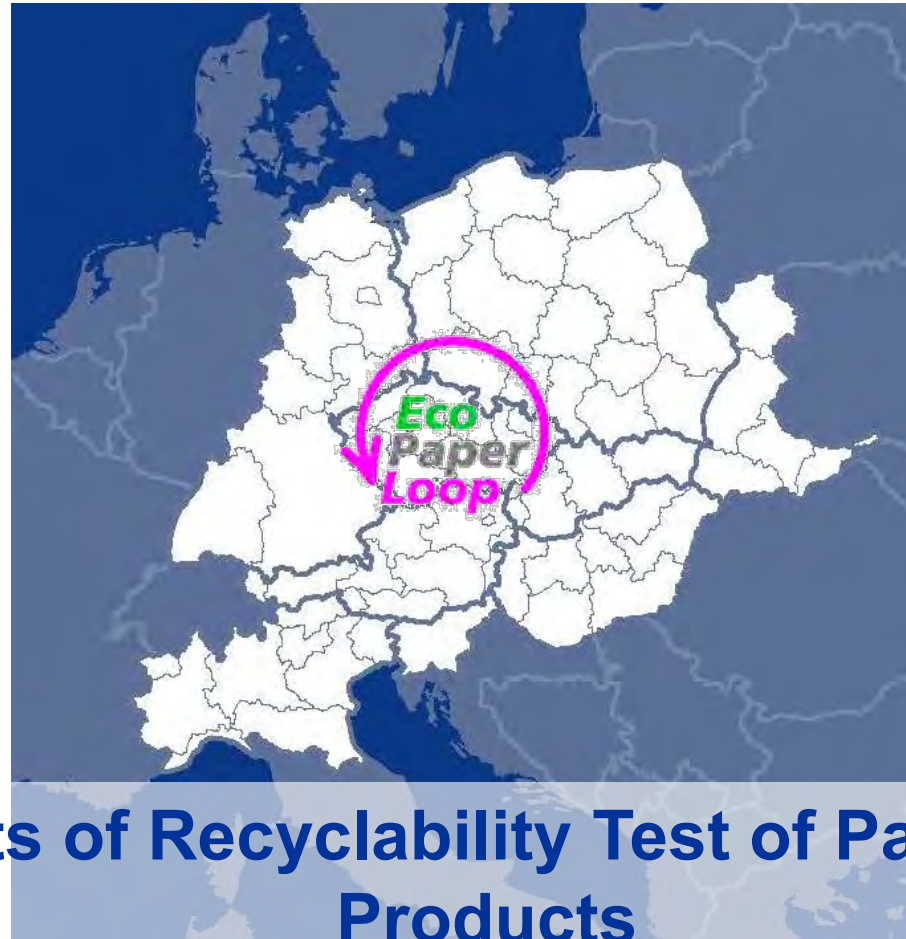 Eco
Paper
Loop
ts of Recyclability Test of Pa
Products